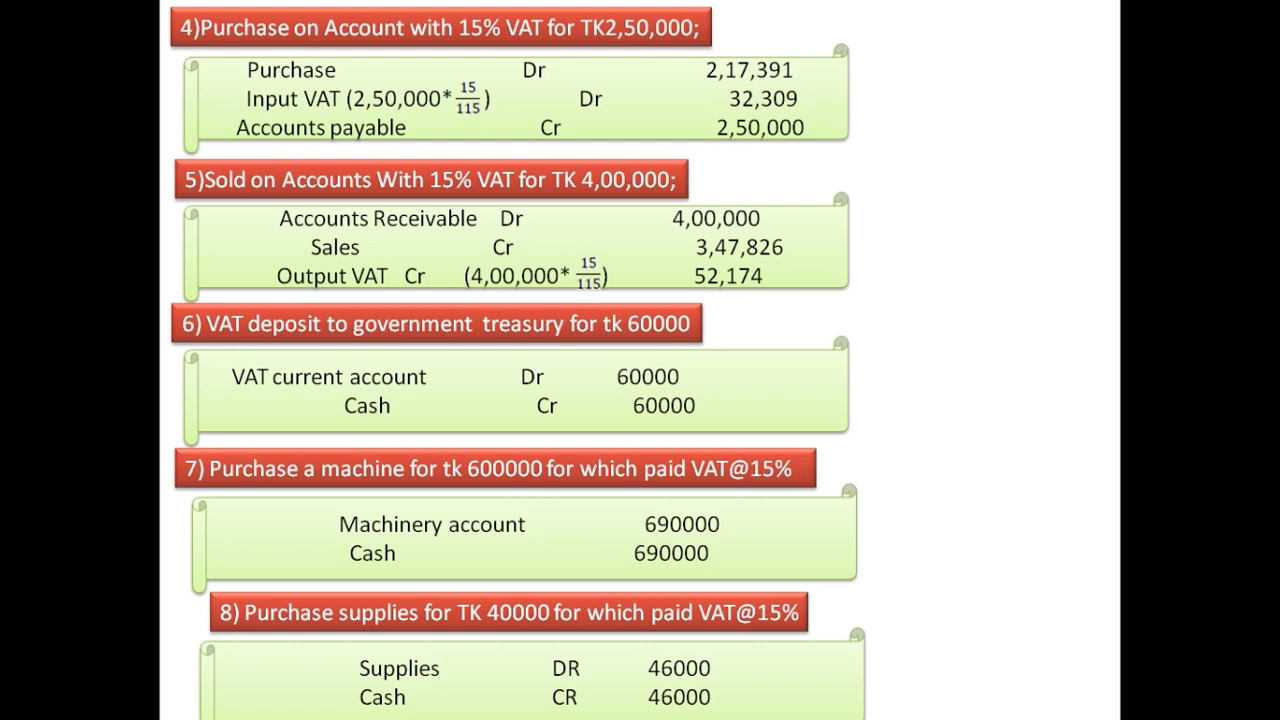 4)Purchase on Account with 15% VAT for TK2,50,000;
Purchase Dr 2,17,391
Input VAT (2,50,000* 15/115) Dr 32,309
Accounts payable Cr 2,50,000
5)Sold on Accounts With 15% VAT for TK 4,00,000;
Accounts Receivable Dr 4,00,000
Sales Cr 3,47,826
Output VAT Cr (4,00,000* 15/115) 52,174
6) VAT deposit to government treasury for tk 60000
VAT current account Dr 60000
Cash Cr 60000
7) Purchase a machine for tk 600000 for which paid VAT@15%
Machinery account 690000
Cash 690000
8) Purchase supplies for TK 40000 for which paid VAT@15%
Supplies DR 46000
Cash CR 46000